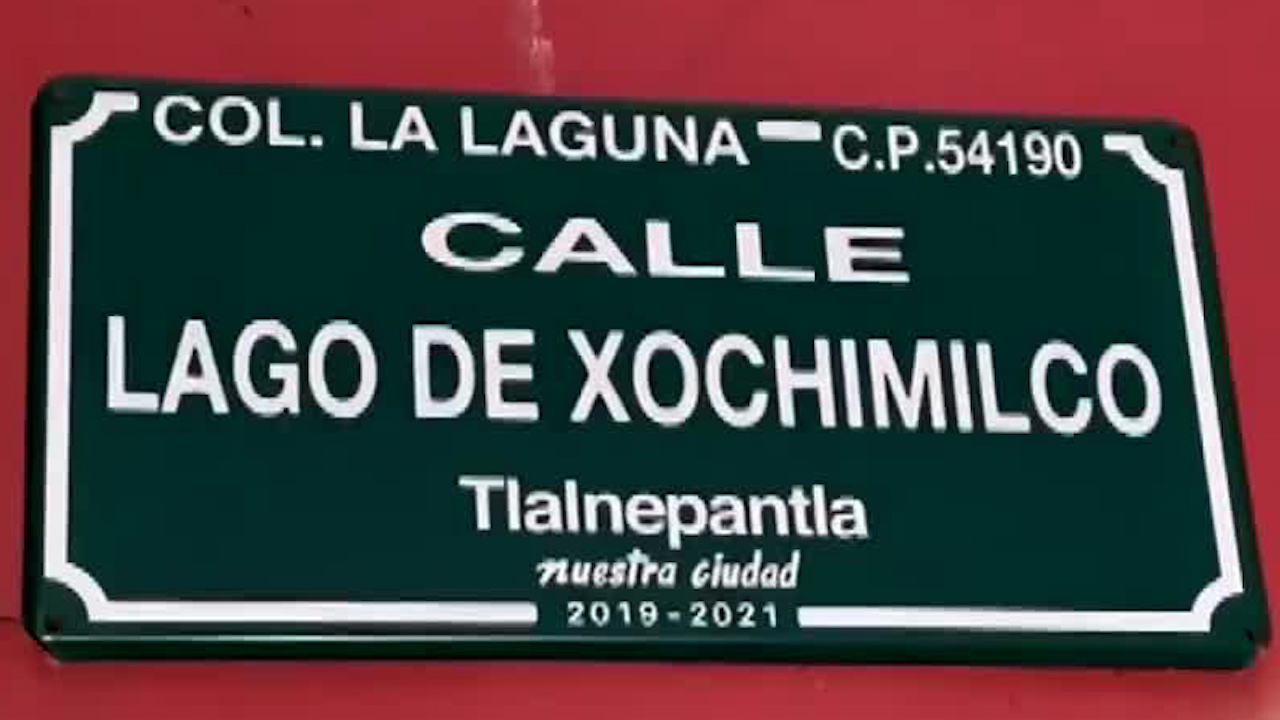 COL. LA LAGUNA - C.P.54190
CALLE
LAGO DE XOCHIMILCO
Tlalnepantla
nuestra ciudad
2019-2021